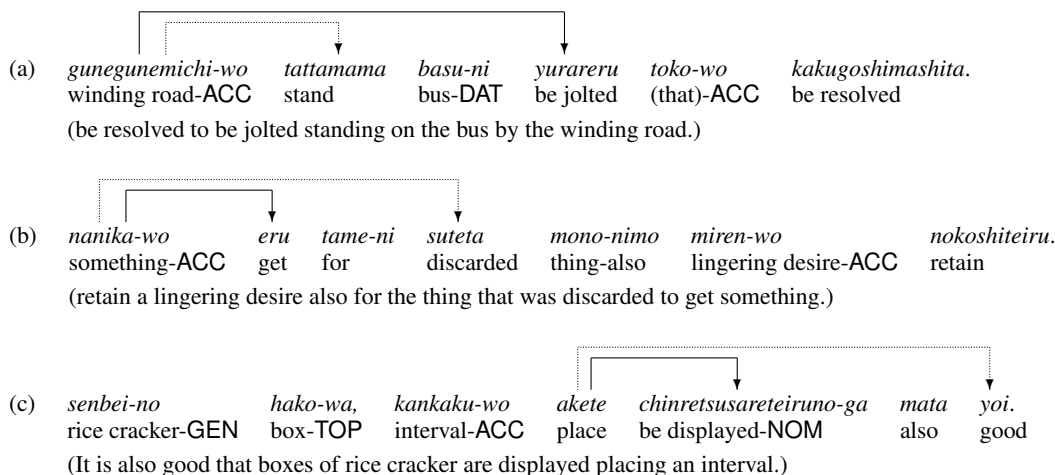 (a) gunegunemichi-wo tattamama basu-ni yurareru toko-wo kakugoshimashita.
winding road-ACC stand bus-DAT be jolted (that)-ACC be resolved
(be resolved to be jolted standing on the bus by the winding road.)
(b) nanika-wo eru tame-ni suteta mono-nimo miren-wo nokoshiteiru.
something-ACC get for discarded thing-also lingering desire-ACC retain
(retain a lingering desire also for the thing that was discarded to get something.)
(c) senbei-no hako-wa, kankaku-wo akete chinretsusareteiruno-ga mata yoi.
rice cracker-GEN box-TOP interval-ACC place be displayed-NOM also good
(It is also good that boxes of rice cracker are displayed placing an interval.)